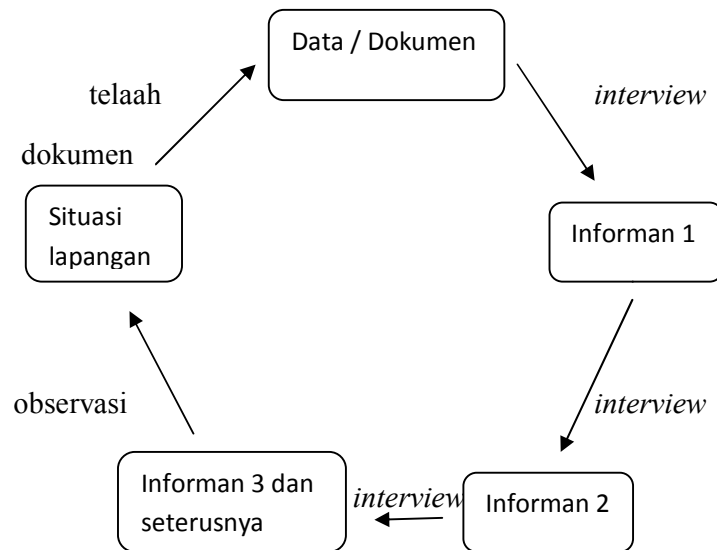 Data / Dokumen
telaah
interview
dokumen
Situasi
lapangan
Informan 1
observasi
interview
Informan 3 dan
seterusnya
interview
Informan 2